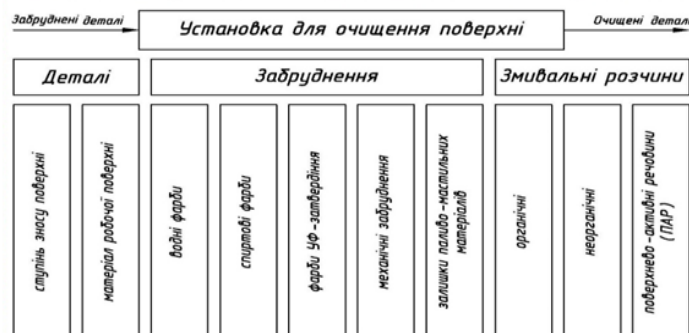 Забруднені деталі
Установка для очищення поверхні
Очищені деталі
Деталі
Забруднення
Змивальні розчини
ступінь зносу поверхні
матеріал робочої поверхні
водні фарби
спиртові фарби
фарби УФ-затвердіння
механічні забруднення
залишки паливо-мастильних
матеріалів
органічні
неорганічні
поверхнево-активні речовини
(ПАР)